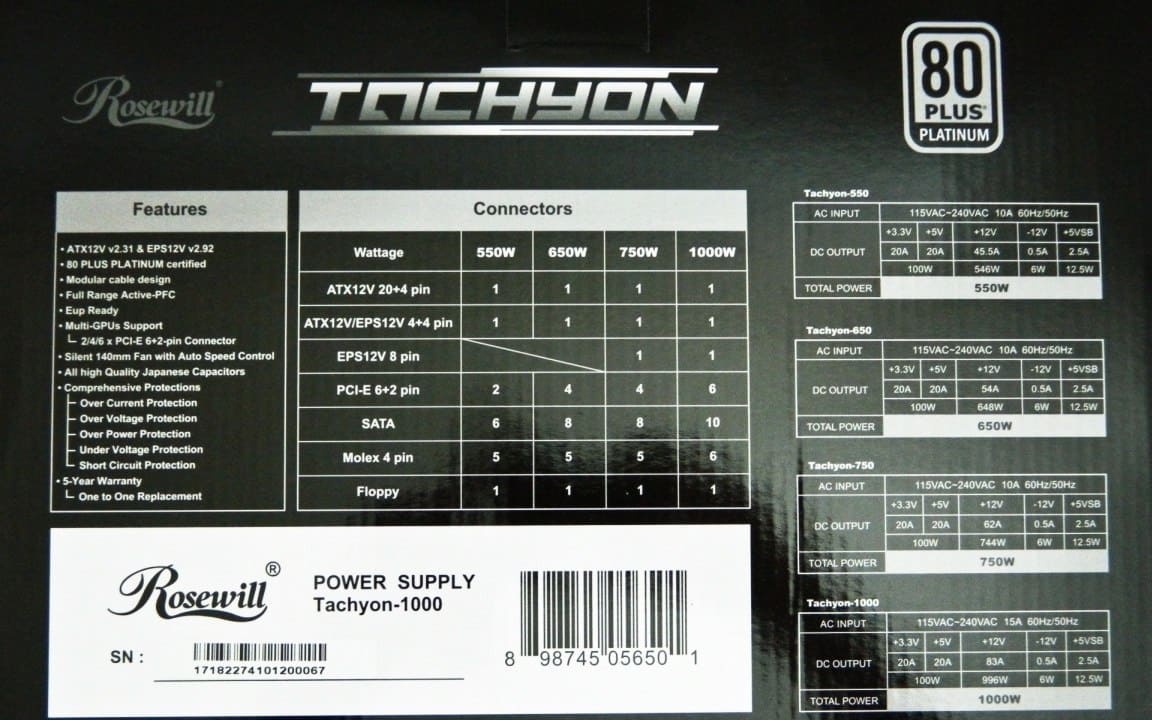 Rosewill®
TACHYON
80
PLUS®
PLATINUM
Features
• ATX12V v2.31 & EPS12V v2.92
• 80 PLUS PLATINUM certified
• Modular cable design
• Full Range Active-PFC
• Eup Ready
• Multi-GPUs Support
2/4/6 x PCI-E 6+2-pin Connector
• Silent 140mm Fan with Auto Speed Control
• All high Quality Japanese Capacitors
• Comprehensive Protections
Over Current Protection
Over Voltage Protection
Over Power Protection
Under Voltage Protection
Short Circuit Protection
• 5-Year Warranty
One to One Replacement
Connectors
Wattage 550W 650W 750W 1000W
ATX12V 20+4 pin 1 1 1 1
ATX12V/EPS12V 4+4 pin 1 1 1 1
EPS12V 8 pin 1 1
PCI-E 6+2 pin 2 4 4 6
SATA 6 8 8 10
Molex 4 pin 5 5 5 6
Floppy 1 1 1 1
Tachyon-550
AC INPUT 115VAC~240VAC 10A 60Hz/50Hz
DC OUTPUT +3.3V +5V +12V -12V +5VSB
20A 20A 45.5A 0.5A 2.5A
100W 546W 6W 12.5W
TOTAL POWER 550W
Tachyon-650
AC INPUT 115VAC~240VAC 10A 60Hz/50Hz
DC OUTPUT +3.3V +5V +12V -12V +5VSB
20A 20A 54A 0.5A 2.5A
100W 648W 6W 12.5W
TOTAL POWER 650W
Tachyon-750
AC INPUT 115VAC~240VAC 10A 60Hz/50Hz
DC OUTPUT +3.3V +5V +12V -12V +5VSB
20A 20A 62A 0.5A 2.5A
100W 744W 6W 12.5W
TOTAL POWER 750W
Tachyon-1000
AC INPUT 115VAC~240VAC 15A 60Hz/50Hz
DC OUTPUT +3.3V +5V +12V -12V +5VSB
20A 20A 83A 0.5A 2.5A
100W 996W 6W 12.5W
TOTAL POWER 1000W
Rosewill®
POWER SUPPLY
Tachyon-1000
SN :
17182274101200067
8 98745 05650 1